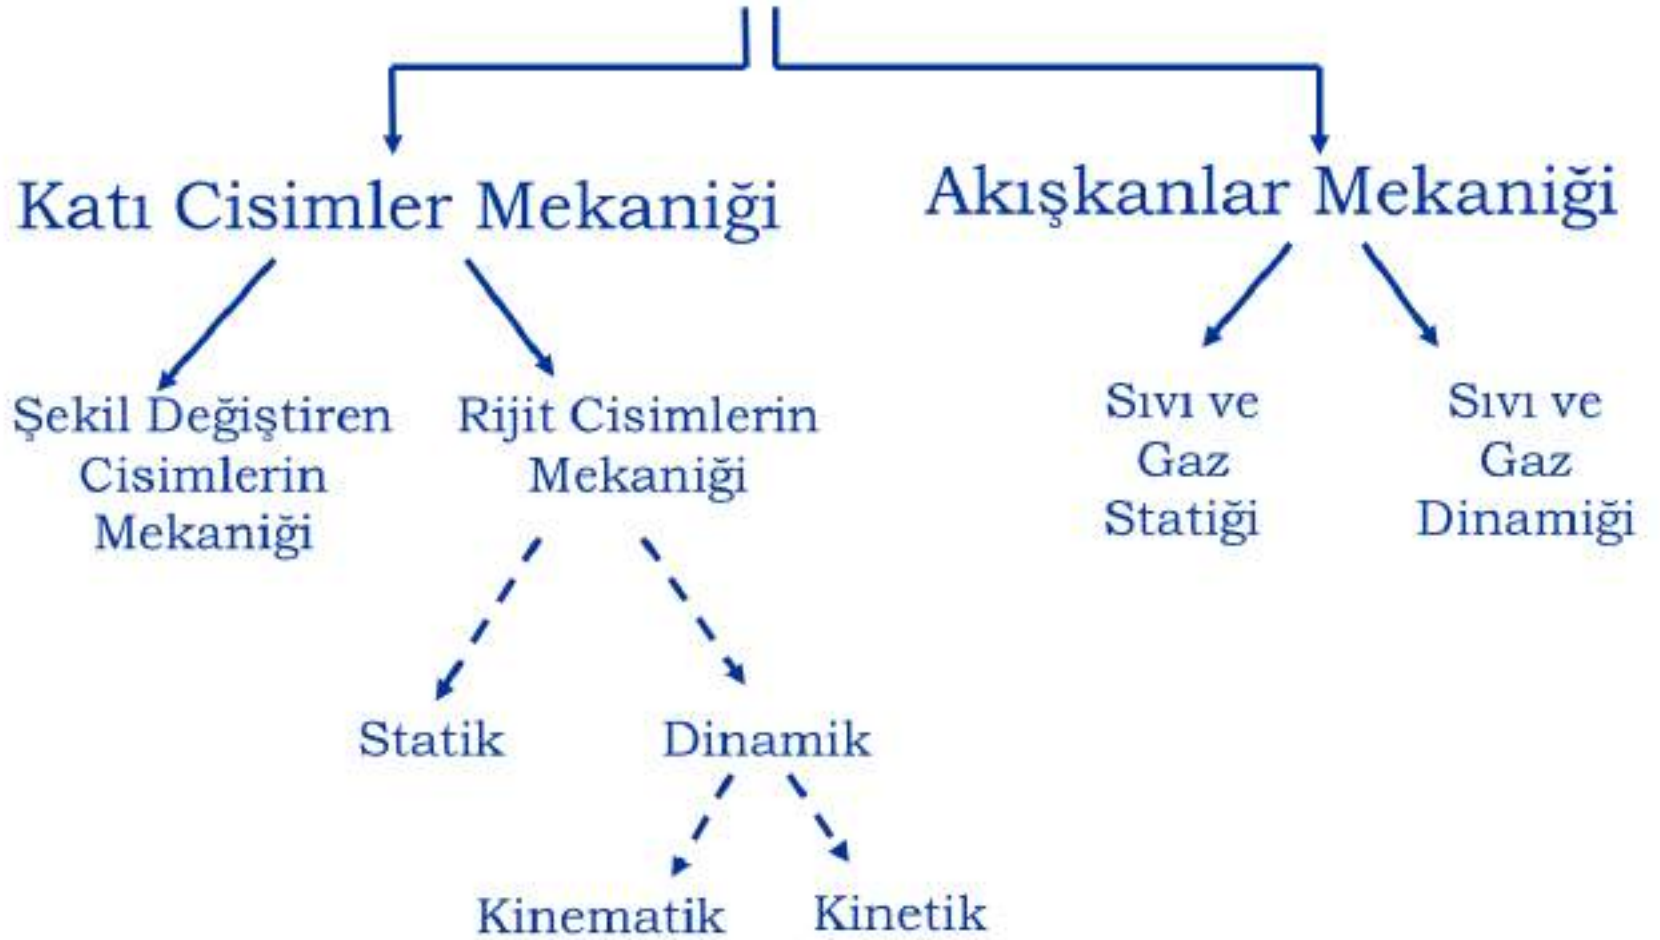 Katı Cisimler Mekaniği
Akışkanlar Mekaniği
Şekil Değiştiren
Cisimlerin
Mekaniği
Rijit Cisimlerin
Mekaniği
Sıvı ve
Gaz
Statiği
Sıvı ve
Gaz
Dinamiği
Statik
Dinamik
Kinematik
Kinetik